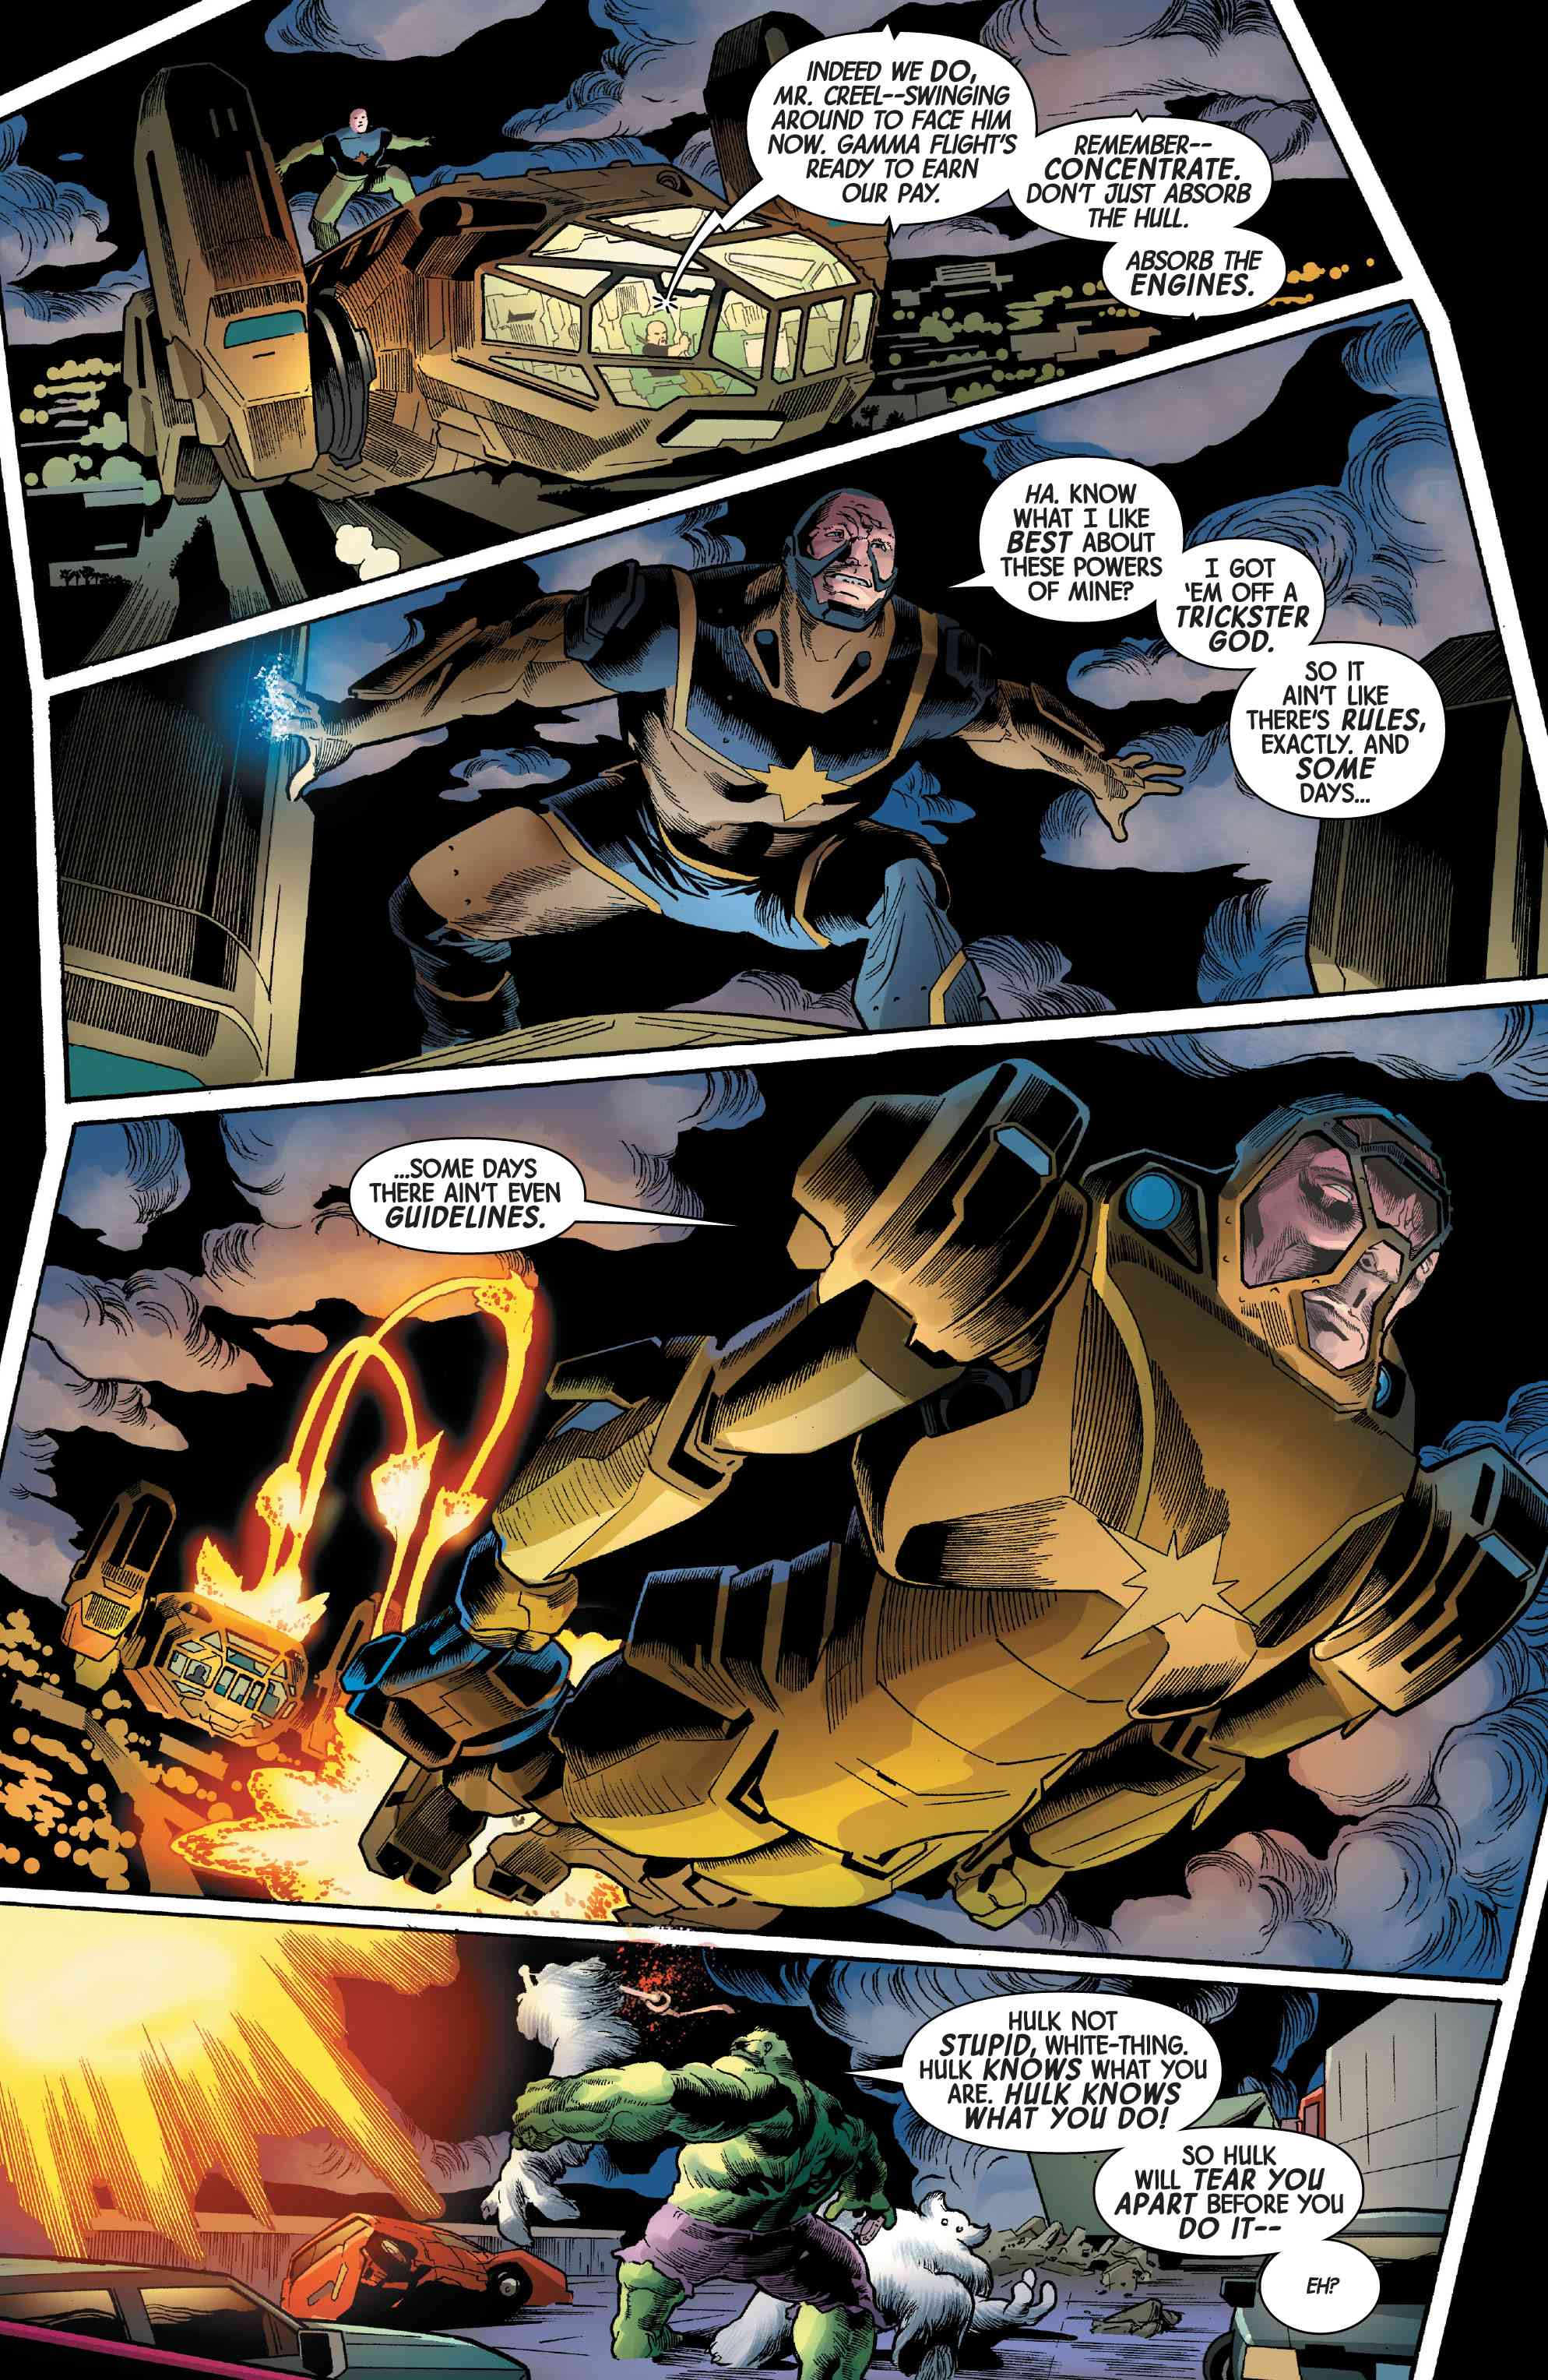 INDEED WE DO,
MR. CREEL--SWINGING
AROUND TO FACE HIM
NOW. GAMMA FLIGHT'S
READY TO EARN
OUR PAY.
REMEMBER--
CONCENTRATE.
DON'T JUST ABSORB
THE HULL.
ABSORB THE
ENGINES.
HA. KNOW
WHAT I LIKE
BEST ABOUT
THESE POWERS
OF MINE?
I GOT
'EM OFF A
TRICKSTER
GOD.
SO IT
AIN'T LIKE
THERE'S RULES,
EXACTLY. AND
SOME
DAYS...
...SOME DAYS
THERE AIN'T EVEN
GUIDELINES.
HULK NOT
STUPID, WHITE-THING.
HULK KNOWS WHAT YOU
ARE. HULK KNOWS
WHAT YOU DO!
SO HULK
WILL TEAR YOU
APART BEFORE YOU
DO IT--
EH?